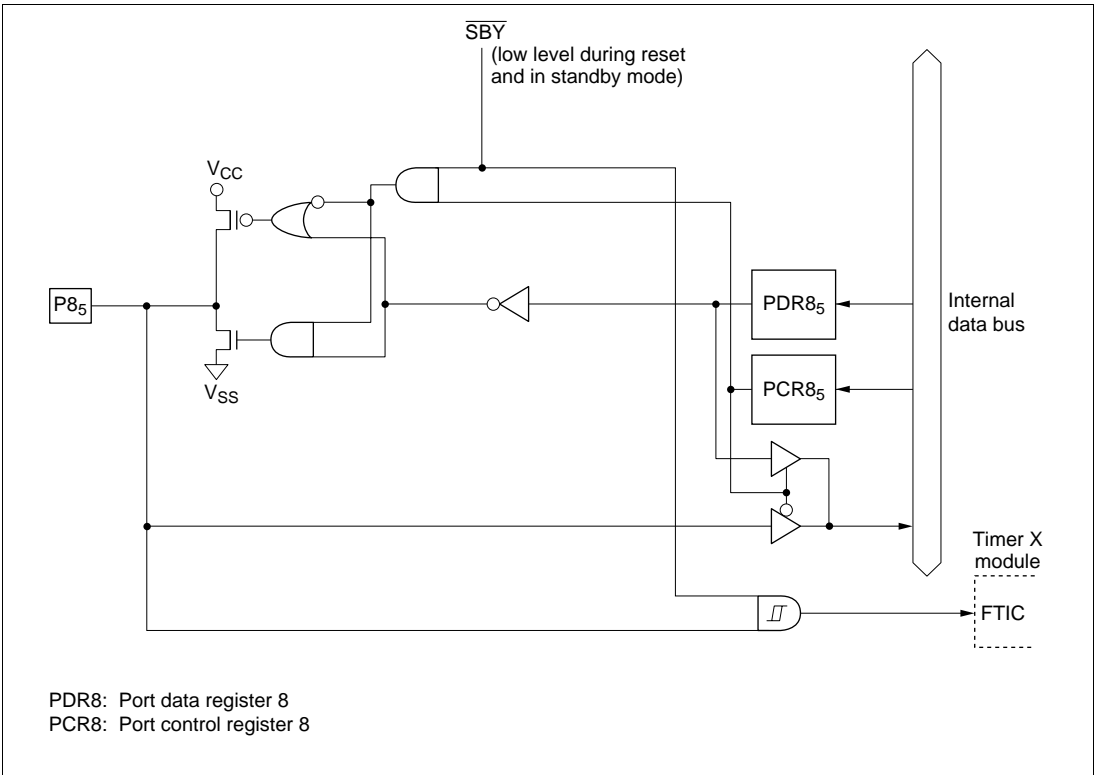 SBY
(low level during reset
and in standby mode)
VCC
P85
VSS
PDR85
PCR85
Internal
data bus
Timer X
module
FTIC
PDR8: Port data register 8
PCR8: Port control register 8